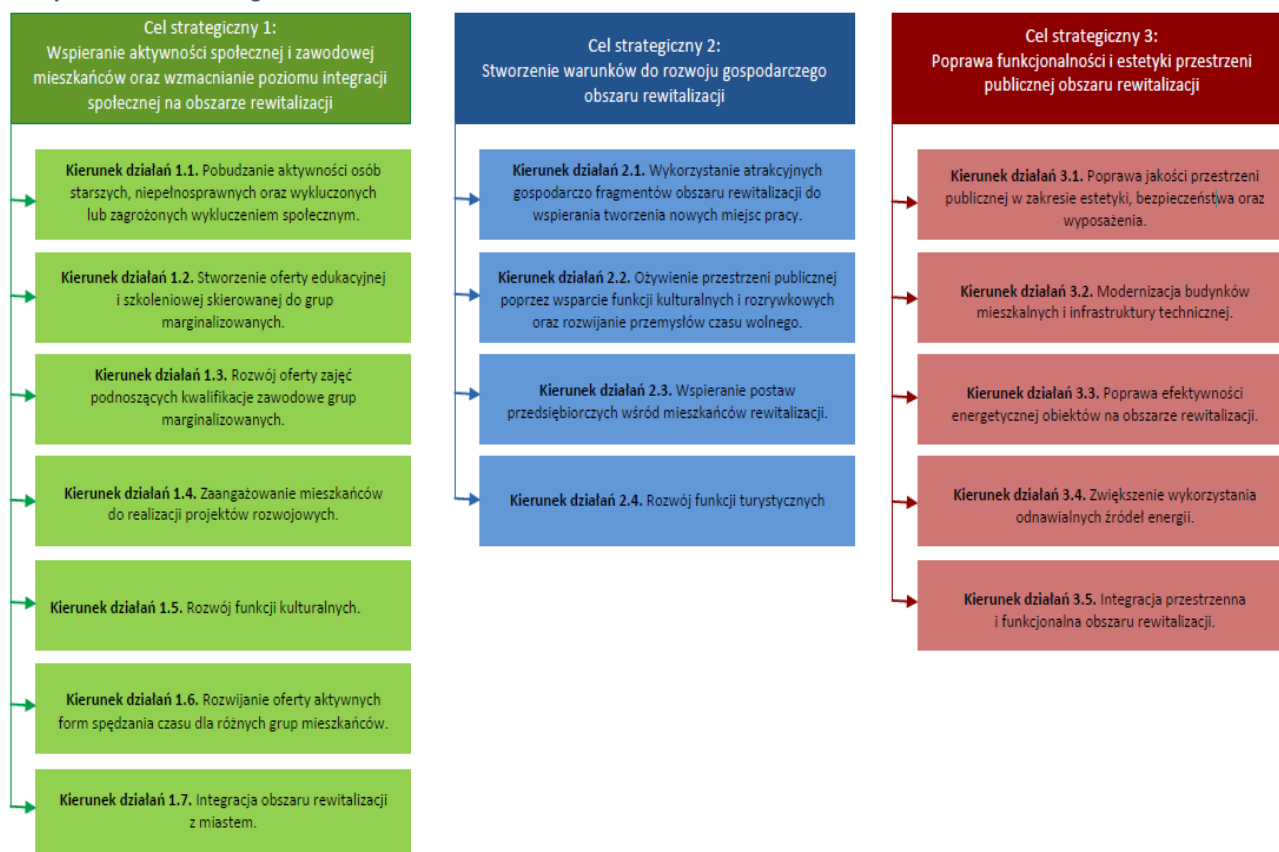 Cel strategiczny 1:
Wspieranie aktywności społecznej i zawodowej
mieszkańców oraz wzmacnianie poziomu integracji
społecznej na obszarze rewitalizacji
Kierunek działań 1.1. Pobudzanie aktywności osób
starszych, niepełnosprawnych oraz wykluczonych
lub zagrożonych wykluczeniem społecznym.
Kierunek działań 1.2. Stworzenie oferty edukacyjnej
i szkoleniowej skierowanej do grup
marginalizowanych.
Kierunek działań 1.3. Rozwój oferty zajęć
podnoszących kwalifikacje zawodowe grup
marginalizowanych.
Kierunek działań 1.4. Zaangażowanie mieszkańców
do realizacji projektów rozwojowych.
Kierunek działań 1.5. Rozwój funkcji kulturalnych.
Kierunek działań 1.6. Rozwijanie oferty aktywnych
form spędzania czasu dla różnych grup mieszkańców.
Kierunek działań 1.7. Integracja obszaru rewitalizacji
z miastem.
Cel strategiczny 2:
Stworzenie warunków do rozwoju gospodarczego
obszaru rewitalizacji
Kierunek działań 2.1. Wykorzystanie atrakcyjnych
gospodarczo fragmentów obszaru rewitalizacji do
wspierania tworzenia nowych miejsc pracy.
Kierunek działań 2.2. Ożywienie przestrzeni publicznej
poprzez wsparcie funkcji kulturalnych i rozrywkowych
oraz rozwijanie przemysłów czasu wolnego.
Kierunek działań 2.3. Wspieranie postaw
przedsiębiorczych wśród mieszkańców rewitalizacji.
Kierunek działań 2.4. Rozwój funkcji turystycznych
Cel strategiczny 3:
Poprawa funkcjonalności i estetyki przestrzeni
publicznej obszaru rewitalizacji
Kierunek działań 3.1. Poprawa jakości przestrzeni
publicznej w zakresie estetyki, bezpieczeństwa oraz
wyposażenia.
Kierunek działań 3.2. Modernizacja budynków
mieszkalnych i infrastruktury technicznej.
Kierunek działań 3.3. Poprawa efektywności
energetycznej obiektów na obszarze rewitalizacji.
Kierunek działań 3.4. Zwiększenie wykorzystania
odnawialnych źródeł energii.
Kierunek działań 3.5. Integracja przestrzenna
i funkcjonalna obszaru rewitalizacji.